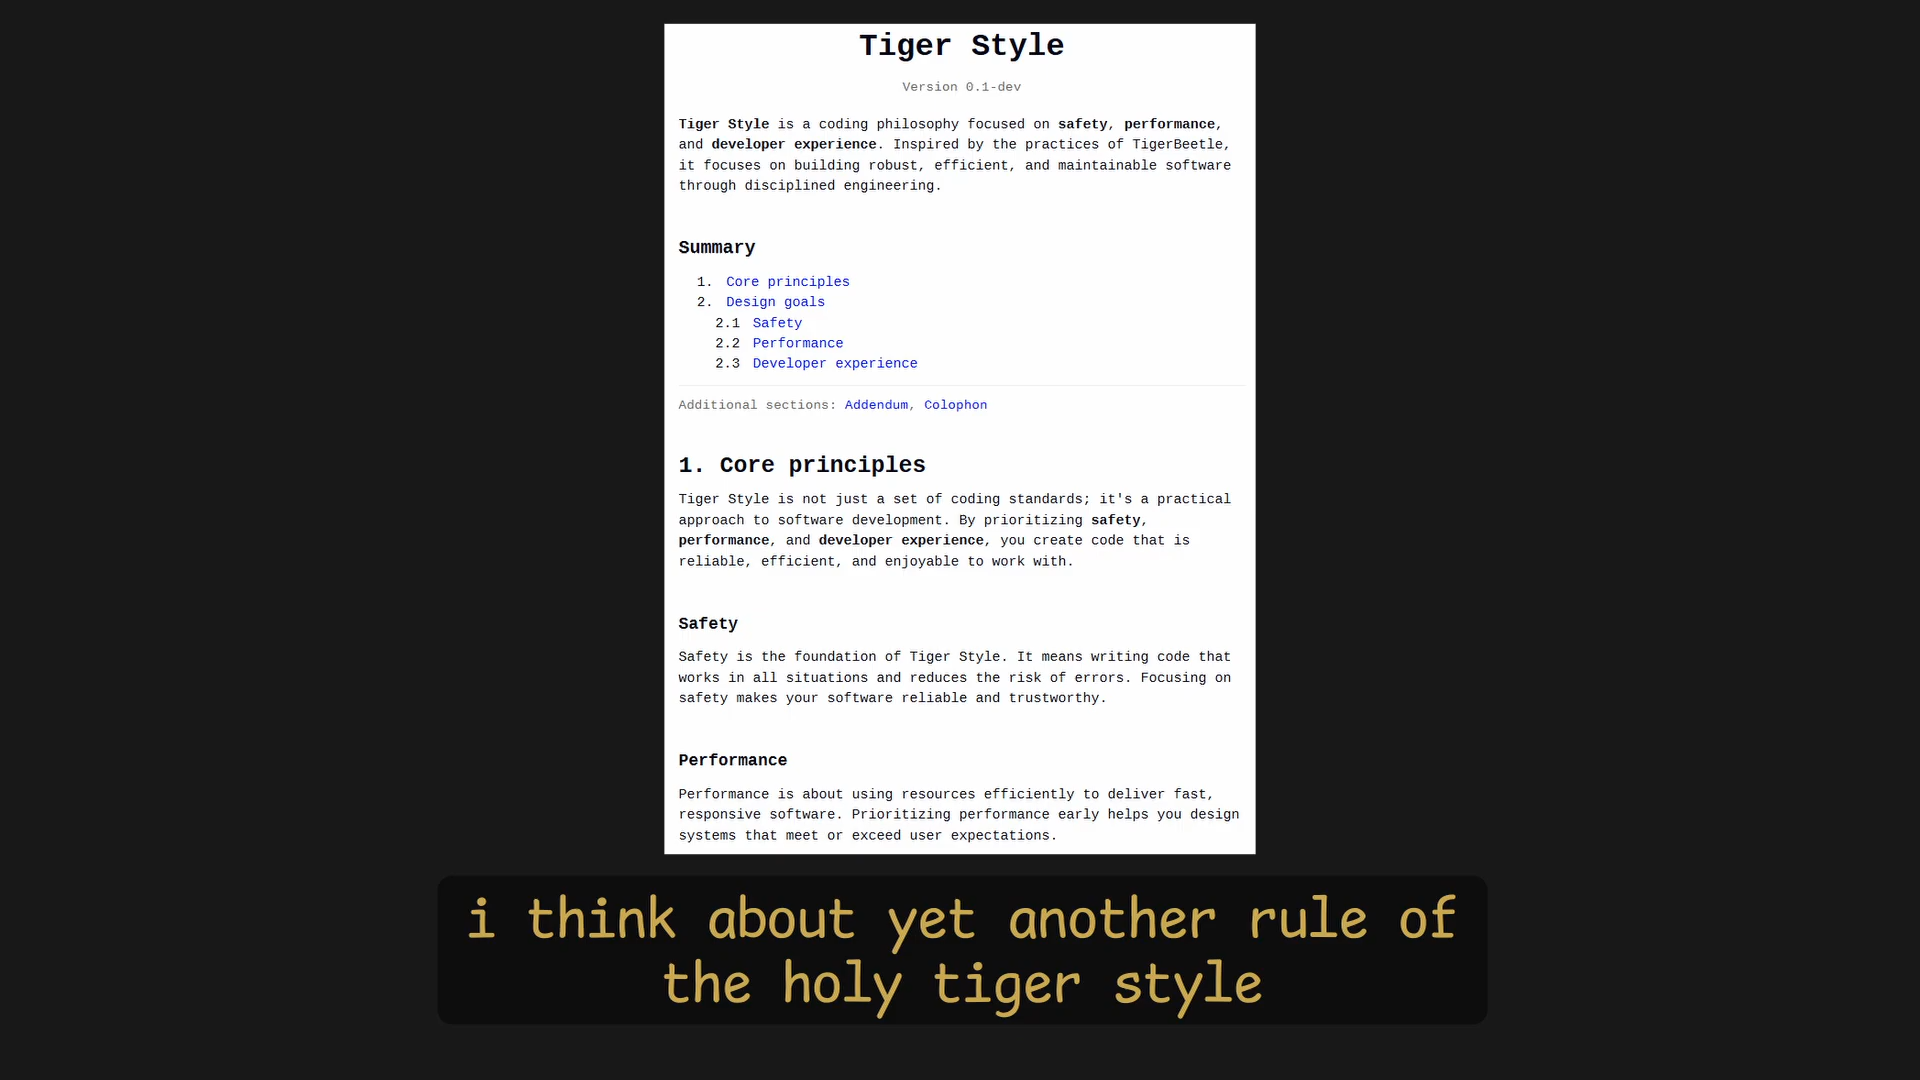 Tiger Style
Version 0.1-dev
Tiger Style is a coding philosophy focused on safety, performance,
and developer experience. Inspired by the practices of TigerBeetle,
it focuses on building robust, efficient, and maintainable software
through disciplined engineering.
Summary
1. Core principles
2. Design goals
2.1 Safety
2.2 Performance
2.3 Developer experience
Additional sections: Addendum, Colophon
1. Core principles
Tiger Style is not just a set of coding standards; it's a practical
approach to software development. By prioritizing safety,
performance, and developer experience, you create code that is
reliable, efficient, and enjoyable to work with.
Safety
Safety is the foundation of Tiger Style. It means writing code that
works in all situations and reduces the risk of errors. Focusing on
safety makes your software reliable and trustworthy.
Performance
Performance is about using resources efficiently to deliver fast,
responsive software. Prioritizing performance early helps you design
systems that meet or exceed user expectations.
i think about yet another rule of
the holy tiger style